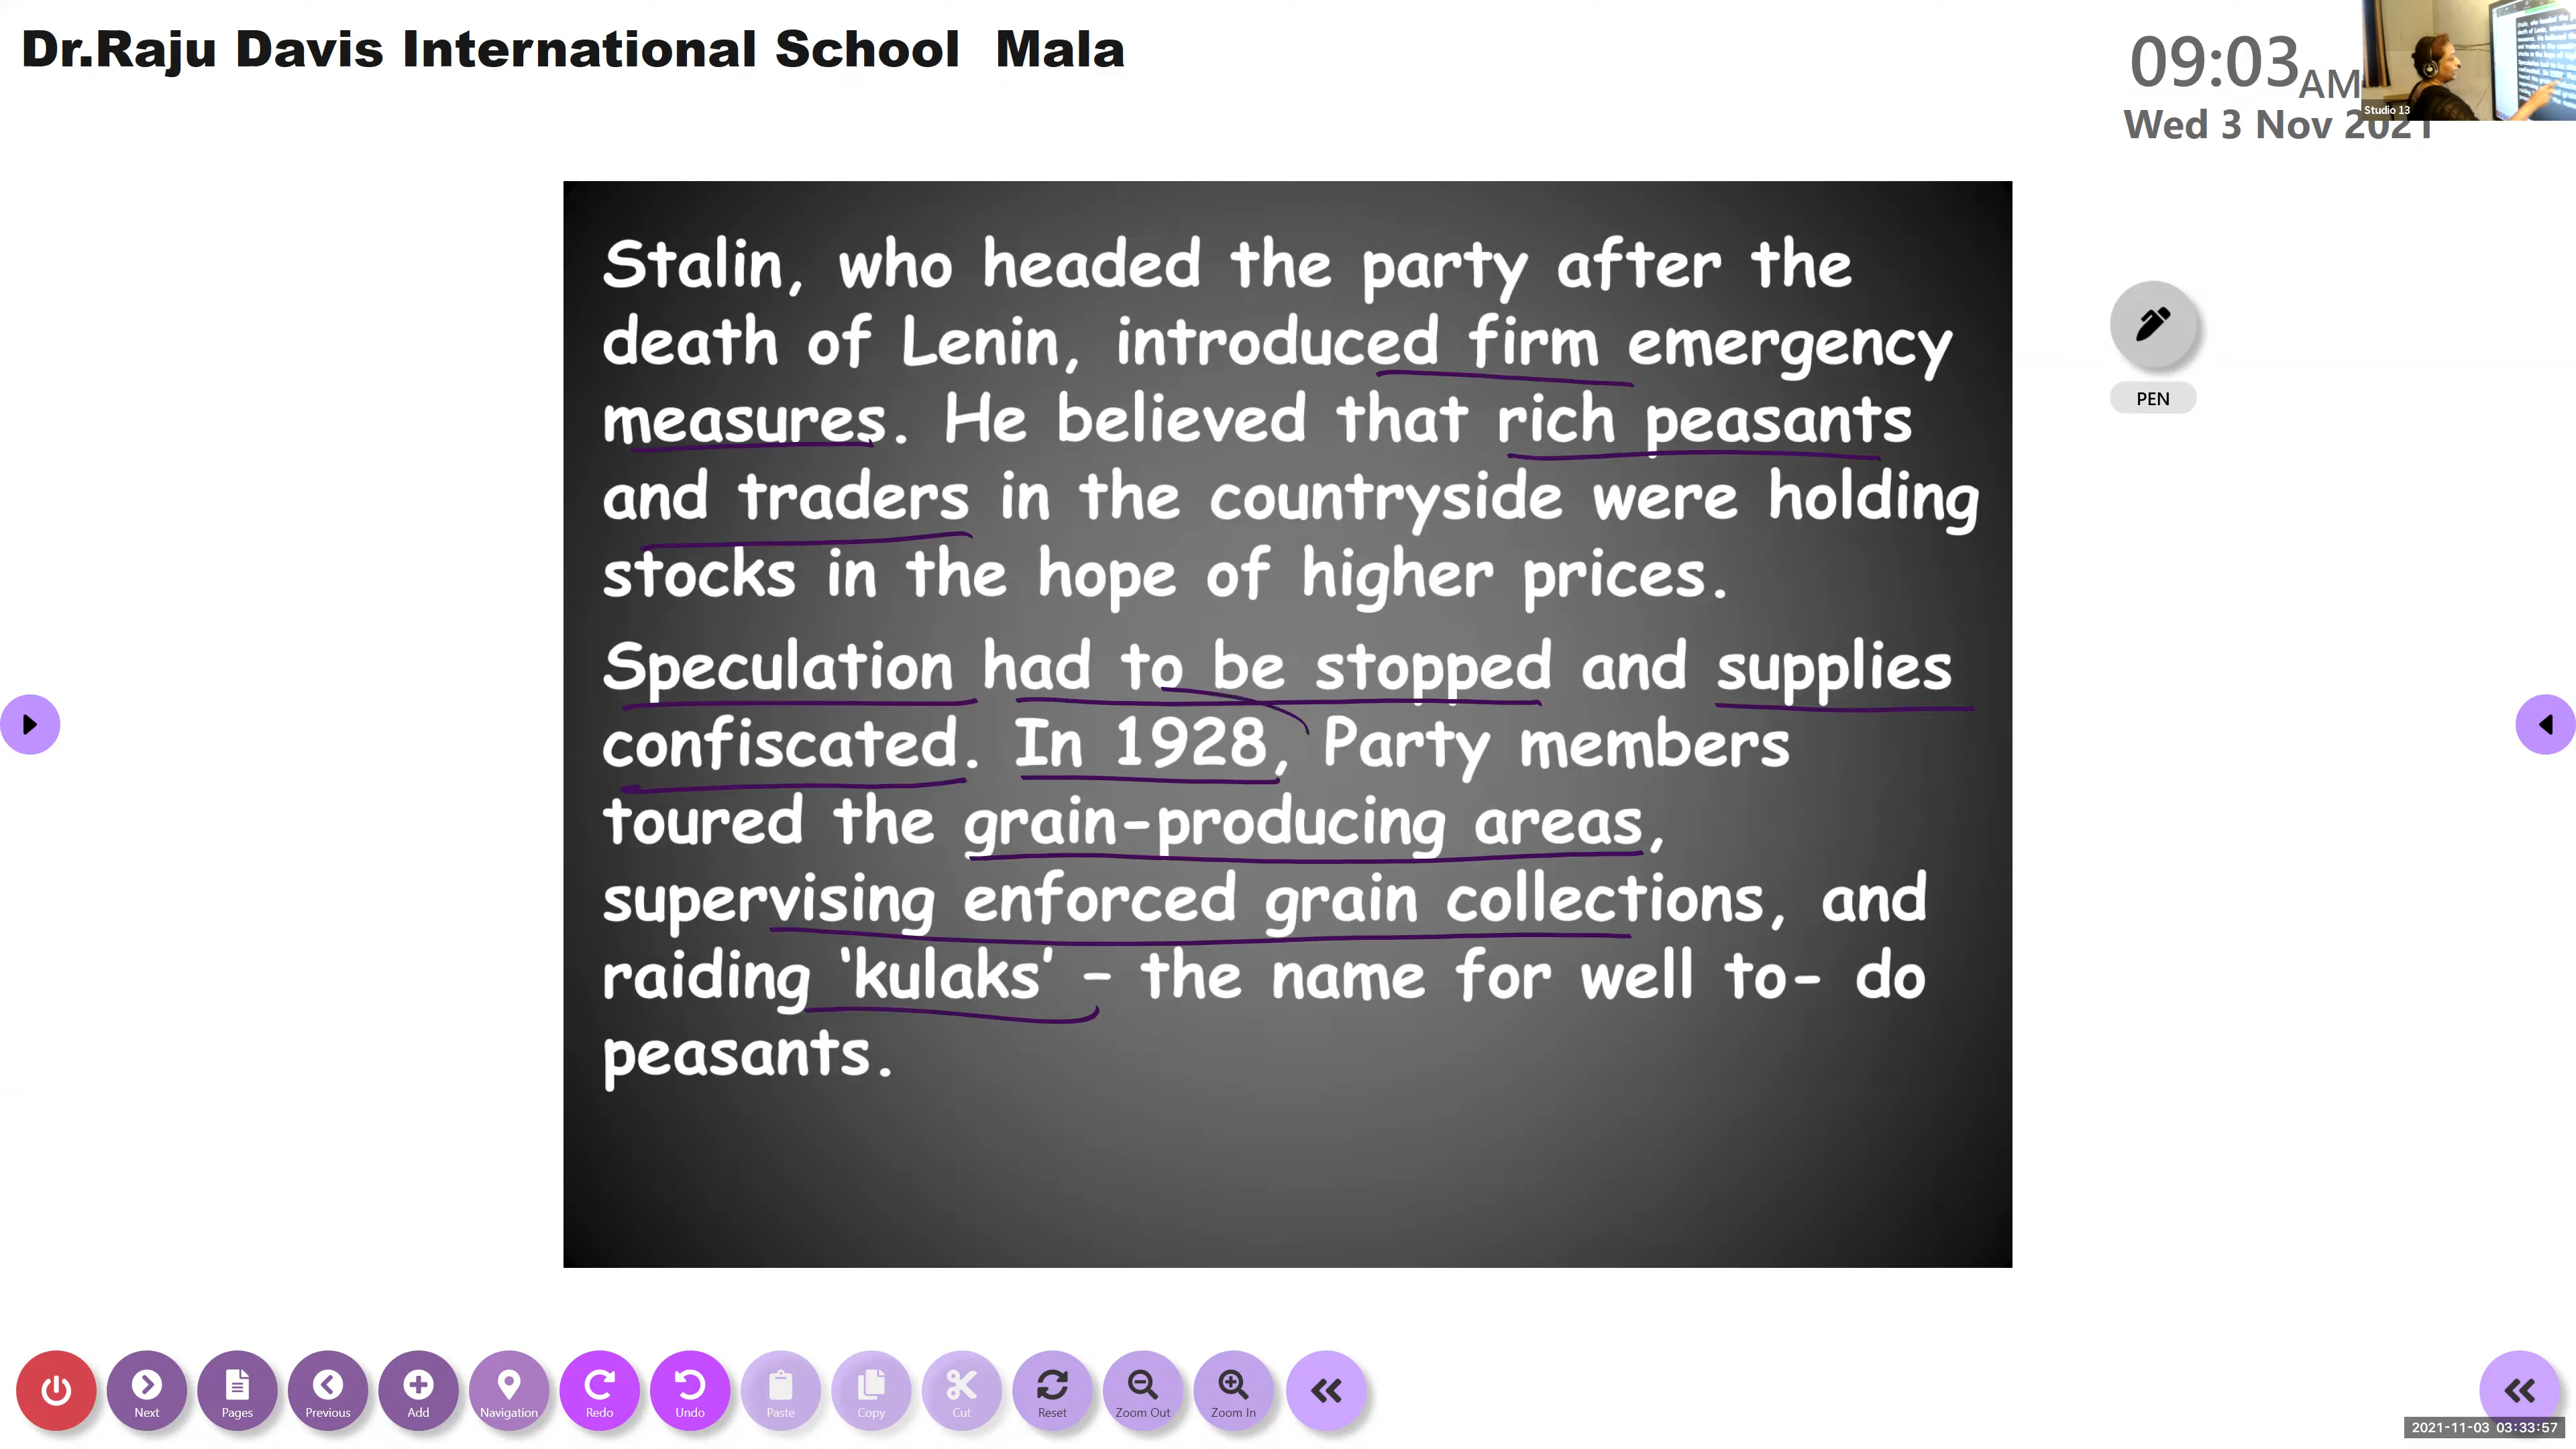 Dr.Raju Davis International School Mala
09:03 AM
Wed 3 Nov 2021
Studio 13
Stalin, who headed the party after the
death of Lenin, introduced firm emergency
measures. He believed that rich peasants
and traders in the countryside were holding
stocks in the hope of higher prices.
Speculation had to be stopped and supplies
confiscated. In 1928, Party members
toured the grain-producing areas,
supervising enforced grain collections, and
raiding ‘kulaks’ – the name for well to- do
peasants.
PEN
Next
Pages
Previous
Add
Navigation
Redo
Undo
Paste
Copy
Cut
Reset
Zoom Out
Zoom In
2021-11-03 03:33:57